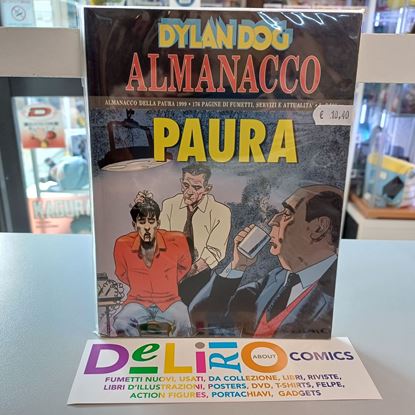 DYLAN DOG
ALMANACCO
ALMANACCO DELLA PAURA 1999 • 176 PAGINE DI FUMETTI, SERVIZI E ATTUALITÀ
€ 10,40
PAURA
DeLiRiO ABOUT COMICS
FUMETTI NUOVI, USATI, DA COLLEZIONE, LIBRI, RIVISTE,
LIBRI D'ILLUSTRAZIONI, POSTERS, DVD, T-SHIRTS, FELPE,
ACTION FIGURES, PORTACHIAVI, GADGETS